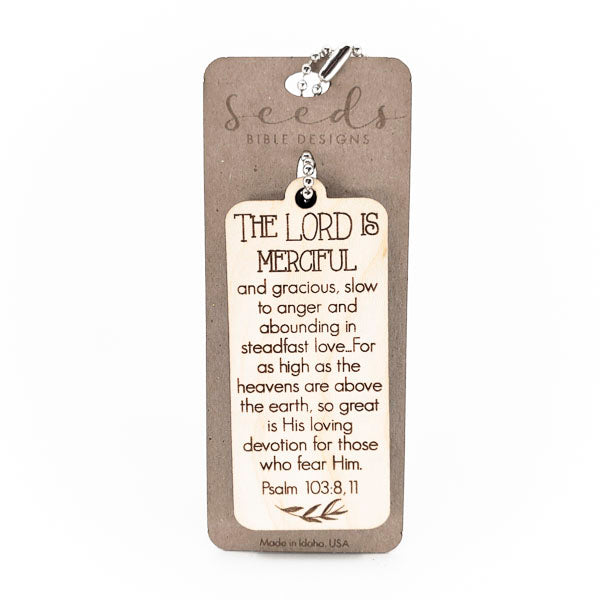 Seeds
BIBLE DESIGNS
THE LORD IS
MERCIFUL
and gracious, slow
to anger and
abounding in
steadfast love...For
as high as the
heavens are above
the earth, so great
is His loving
devotion for those
who fear Him.
Psalm 103:8, 11
Made in Idaho, USA